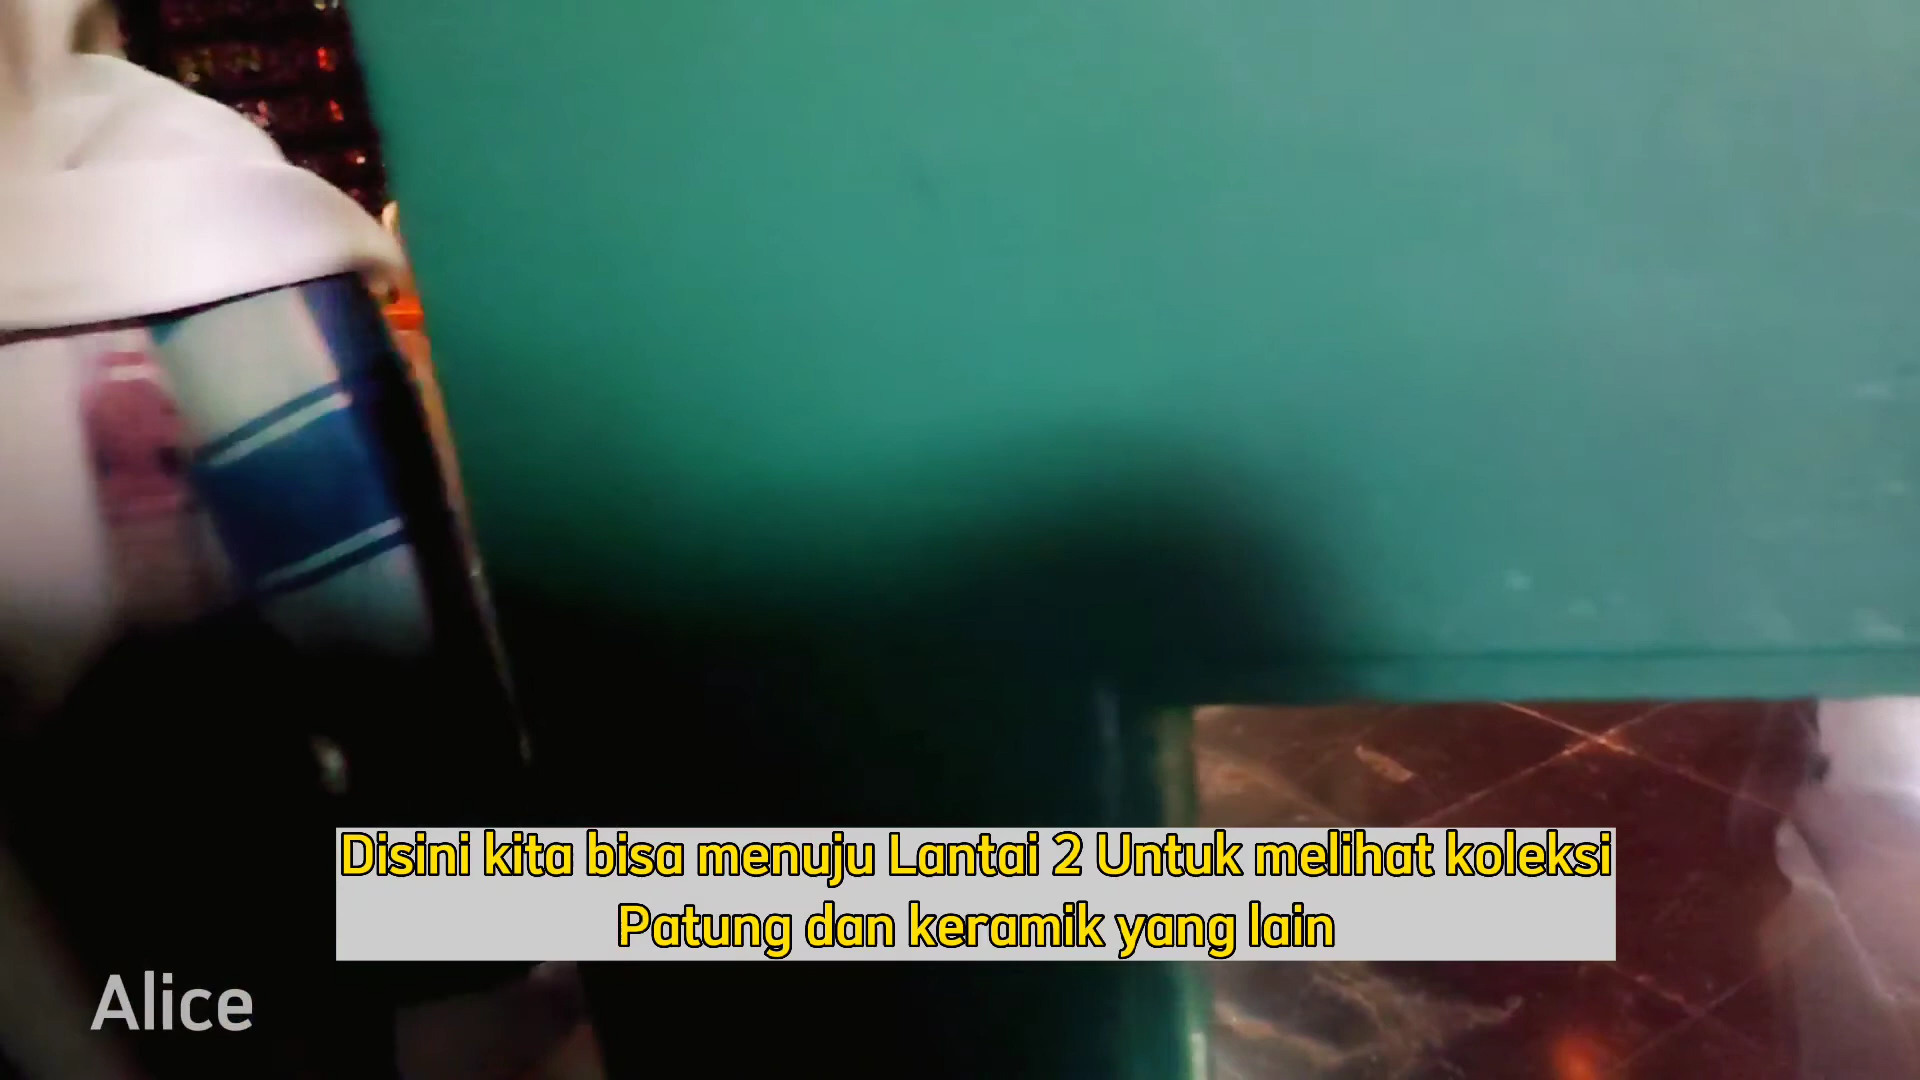 Disini kita bisa menuju Lantai 2 Untuk melihat koleksi
Patung dan keramik yang lain
Alice